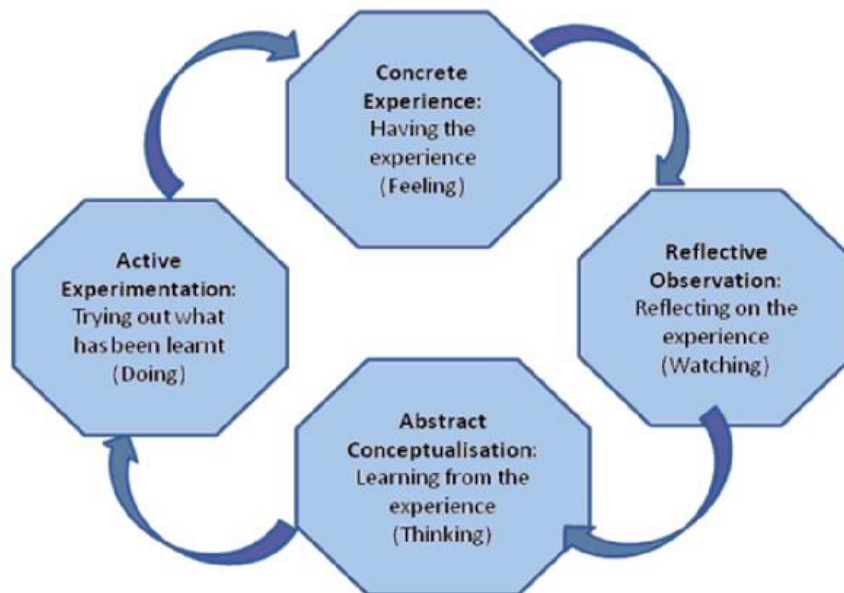 Concrete
Experience:
Having the
experience
(Feeling)
Reflective
Observation:
Reflecting on the
experience
(Watching)
Abstract
Conceptualisation:
Learning from the
experience
(Thinking)
Active
Experimentation:
Trying out what
has been learnt
(Doing)